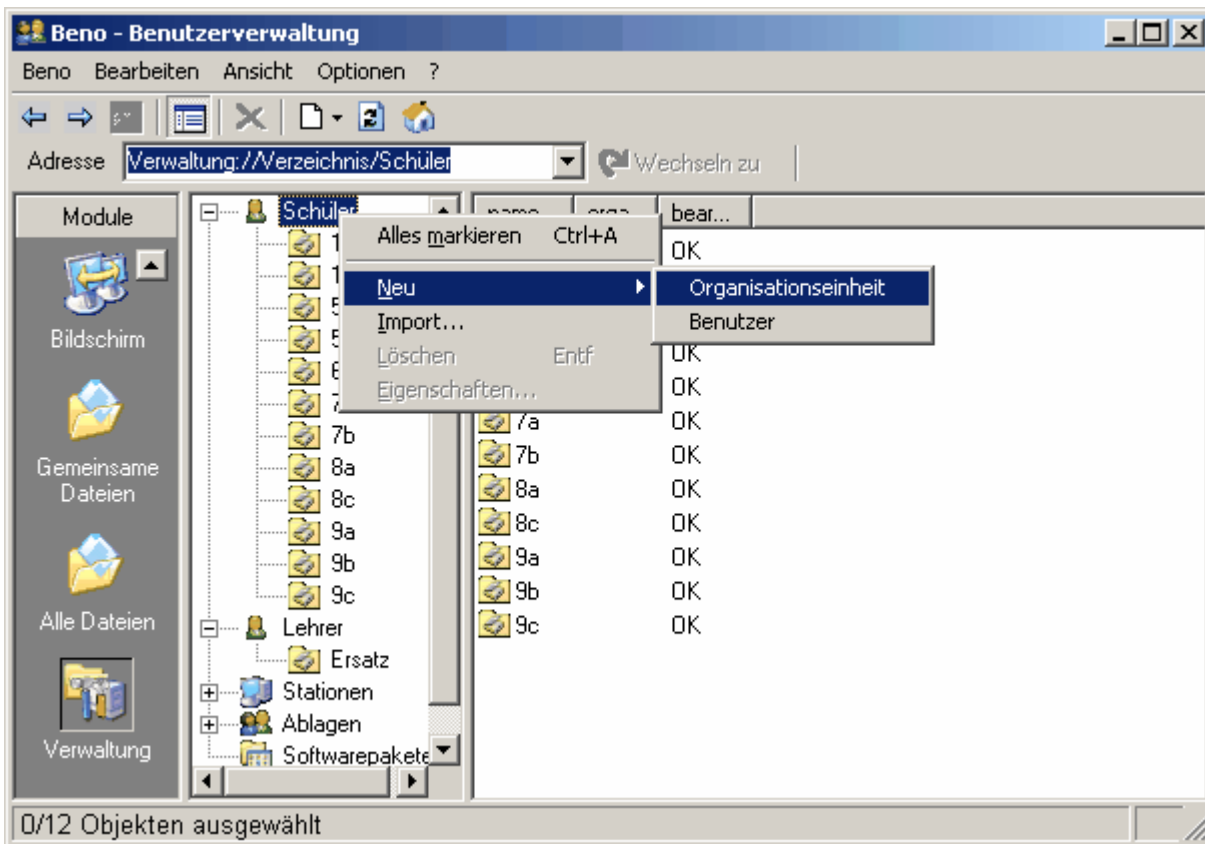 Beno - Benutzerverwaltung
Beno Bearbeiten Ansicht Optionen ?
Adresse Verwaltung://Verzeichnis/Schüler Wechseln zu
Module
Bildschirm
Gemeinsame
Dateien
Alle Dateien
Verwaltung
Schüler
7b
8a
8c
9a
9b
9c
Lehrer
Ersatz
Stationen
Ablagen
Softwarepakete
Alles markieren Ctrl+A
Neu
Import...
Löschen Entf
Eigenschaften...
Organisationseinheit
Benutzer
name orga... bear...
OK
OK
OK
7a OK
7b OK
8a OK
8c OK
9a OK
9b OK
9c OK
0/12 Objekten ausgewählt